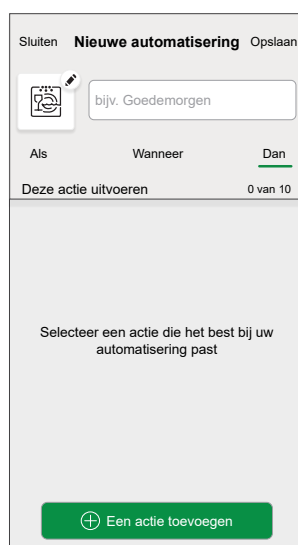 Sluiten Nieuwe automatisering Opslaan
bijv. Goedemorgen
Als Wanneer Dan
Deze actie uitvoeren 0 van 10
Selecteer een actie die het best bij uw
automatisering past
Een actie toevoegen